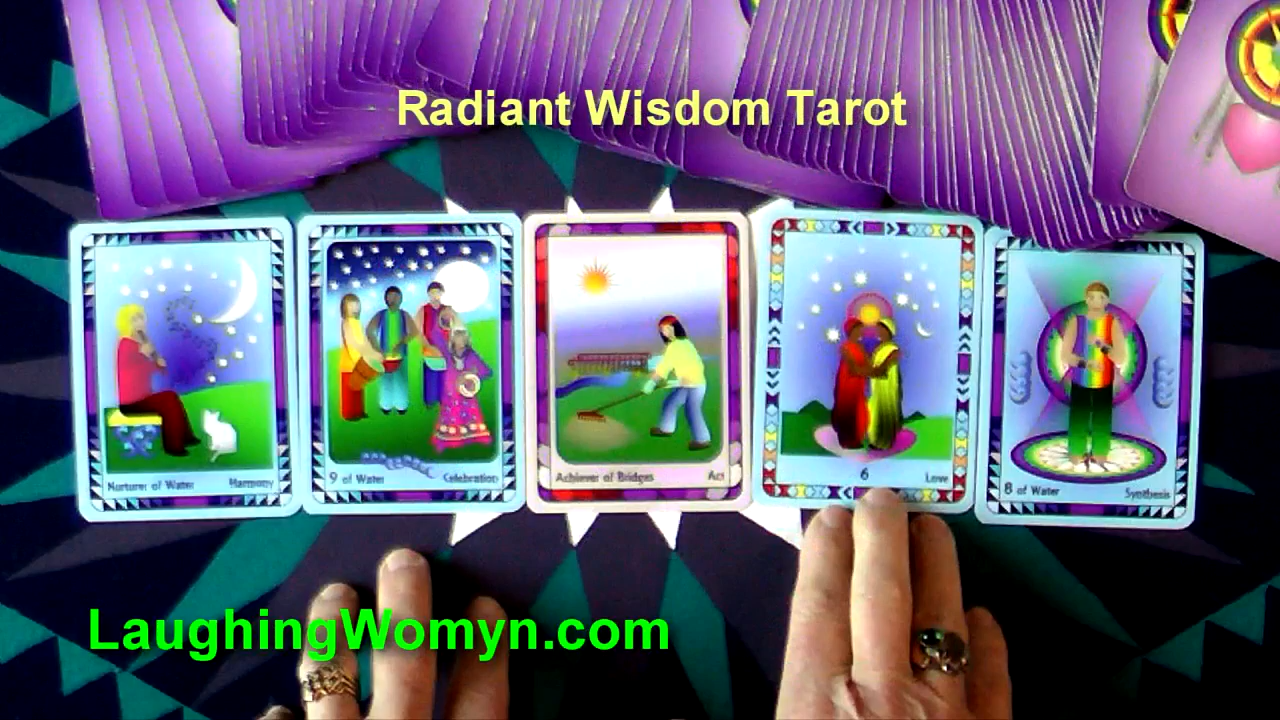 Radiant Wisdom Tarot
Nurturer of Water Harmony
9 of Water Celebration
Achiever of Bridges Act
6 Love
8 of Water Synthesis
LaughingWomyn.com